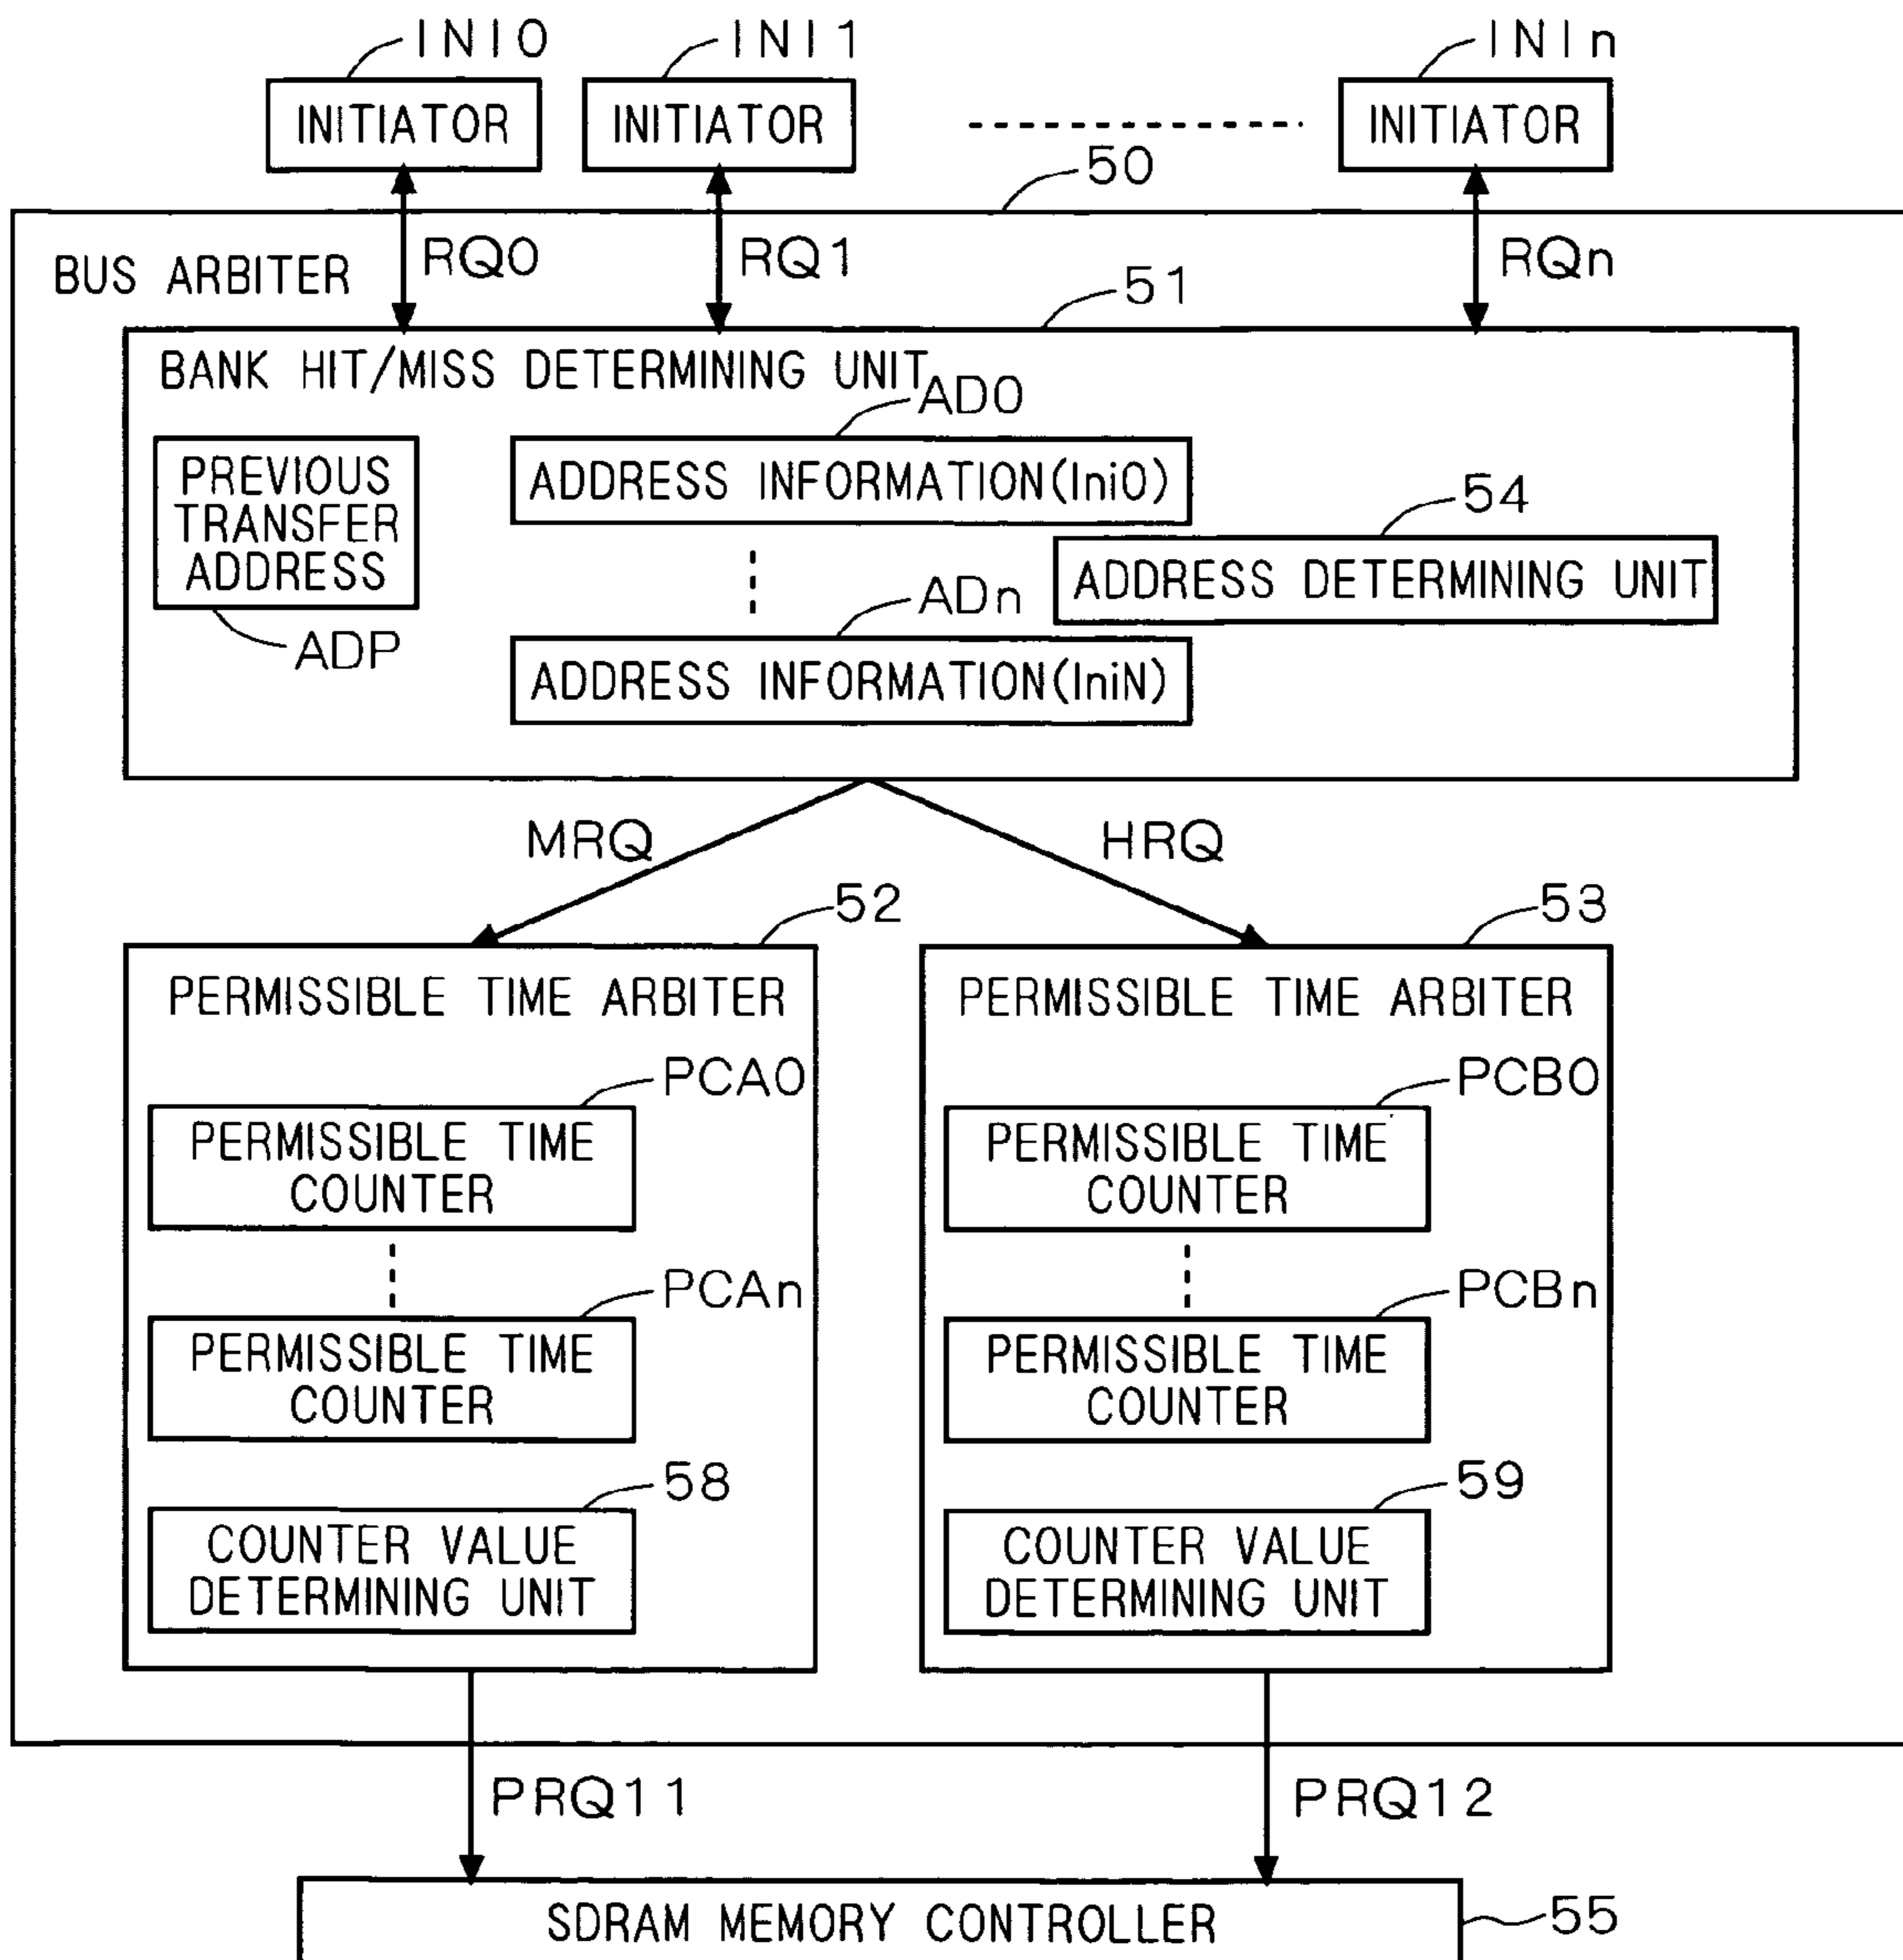 INI0
INI1
INIn
INITIATOR
INITIATOR
INITIATOR
50
BUS ARBITER
RQ0
RQ1
RQn
51
BANK HIT/MISS DETERMINING UNIT
AD0
PREVIOUS
TRANSFER
ADDRESS
ADDRESS INFORMATION(Ini0)
54
ADDRESS DETERMINING UNIT
ADn
ADP
ADDRESS INFORMATION(IniN)
MRQ
HRQ
52
53
PERMISSIBLE TIME ARBITER
PERMISSIBLE TIME ARBITER
PCA0
PCB0
PERMISSIBLE TIME
COUNTER
PERMISSIBLE TIME
COUNTER
PCAn
PCBn
PERMISSIBLE TIME
COUNTER
PERMISSIBLE TIME
COUNTER
58
59
COUNTER VALUE
DETERMINING UNIT
COUNTER VALUE
DETERMINING UNIT
PRQ11
PRQ12
SDRAM MEMORY CONTROLLER
55